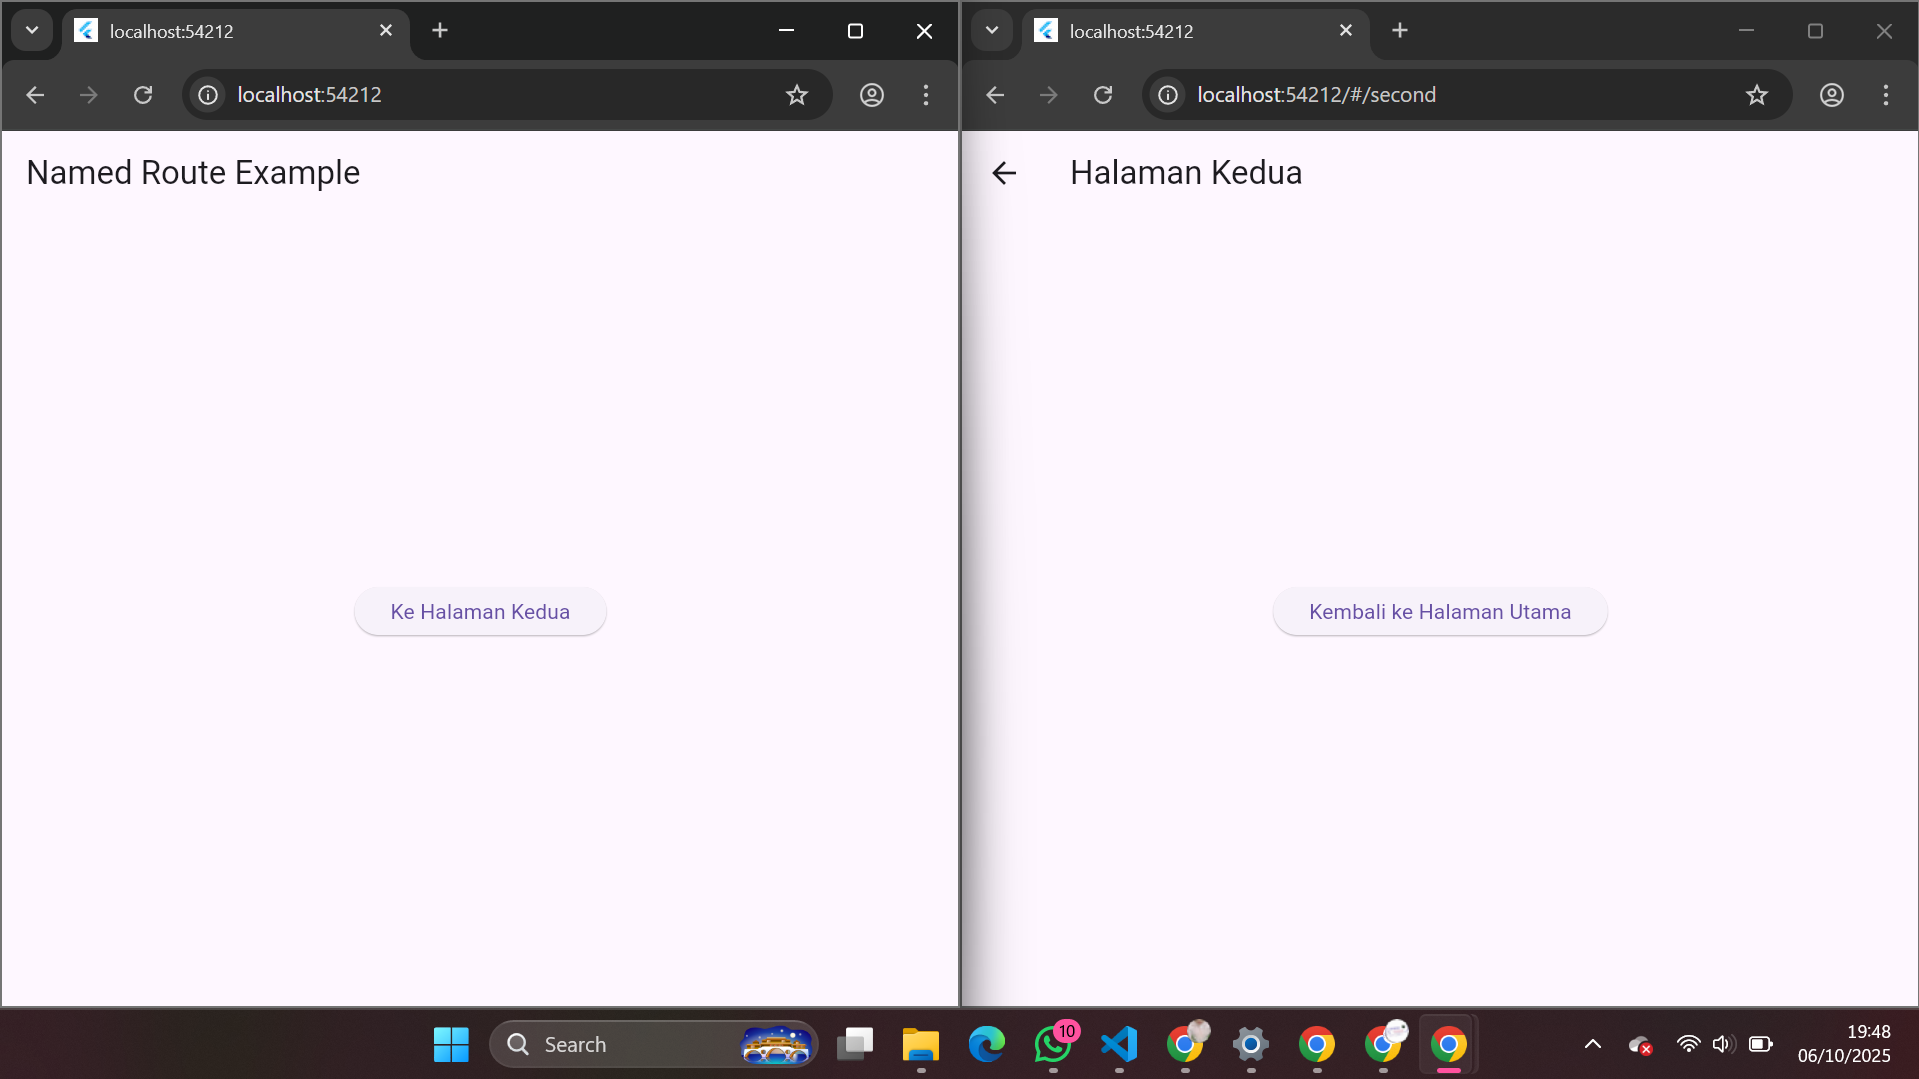 localhost:54212
localhost:54212
Named Route Example
Ke Halaman Kedua
localhost:54212
localhost:54212/#/second
Halaman Kedua
Kembali ke Halaman Utama
Search
10
19:48
06/10/2025